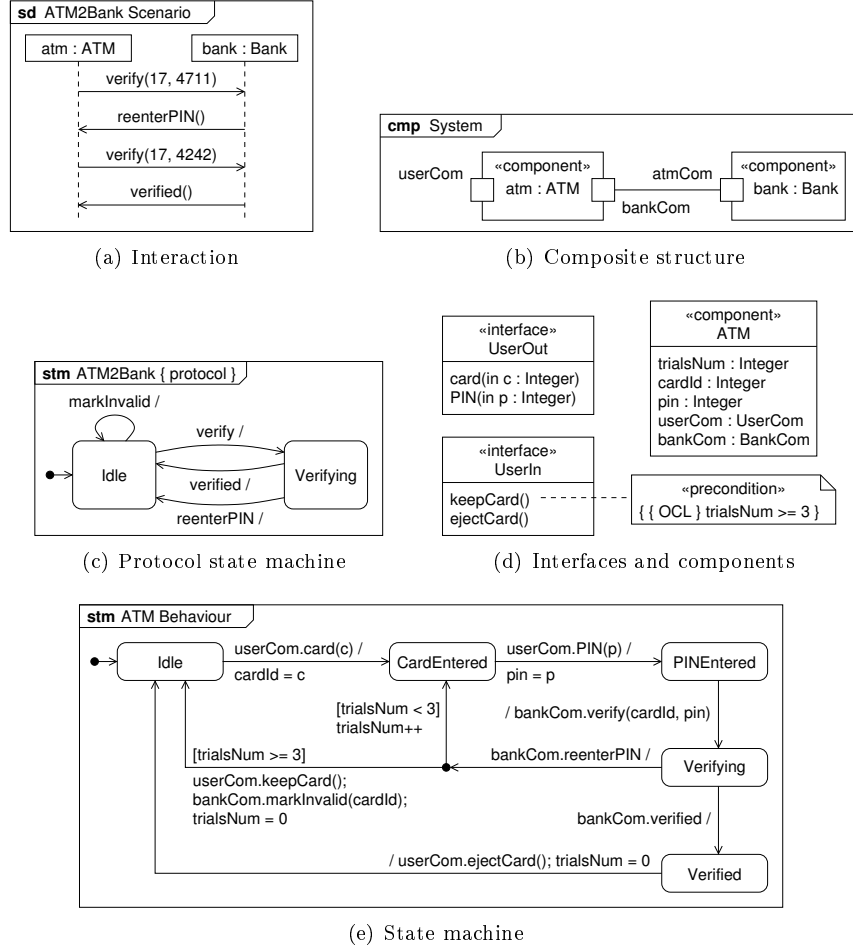 sd ATM2Bank Scenario
atm : ATM
bank : Bank
verify(17, 4711)
reenterPIN()
verify(17, 4242)
verified()
(a) Interaction
cmp System
userCom
«component»
atm : ATM
bankCom
atmCom
«component»
bank : Bank
(b) Composite structure
stm ATM2Bank { protocol }
markInvalid /
Idle
verify /
verified /
reenterPIN /
Verifying
(c) Protocol state machine
«interface»
UserOut
card(in c : Integer)
PIN(in p : Integer)
«interface»
UserIn
keepCard()
ejectCard()
«component»
ATM
trialsNum : Integer
cardId : Integer
pin : Integer
userCom : UserCom
bankCom : BankCom
«precondition»
{ { OCL } trialsNum >= 3 }
(d) Interfaces and components
stm ATM Behaviour
Idle
userCom.card(c) /
cardId = c
CardEntered
userCom.PIN(p) /
pin = p
PINEntered
/ bankCom.verify(cardId, pin)
[trialsNum < 3]
trialsNum++
[trialsNum >= 3]
userCom.keepCard();
bankCom.markInvalid(cardId);
trialsNum = 0
bankCom.reenterPIN /
Verifying
bankCom.verified /
/ userCom.ejectCard(); trialsNum = 0
Verified
(e) State machine